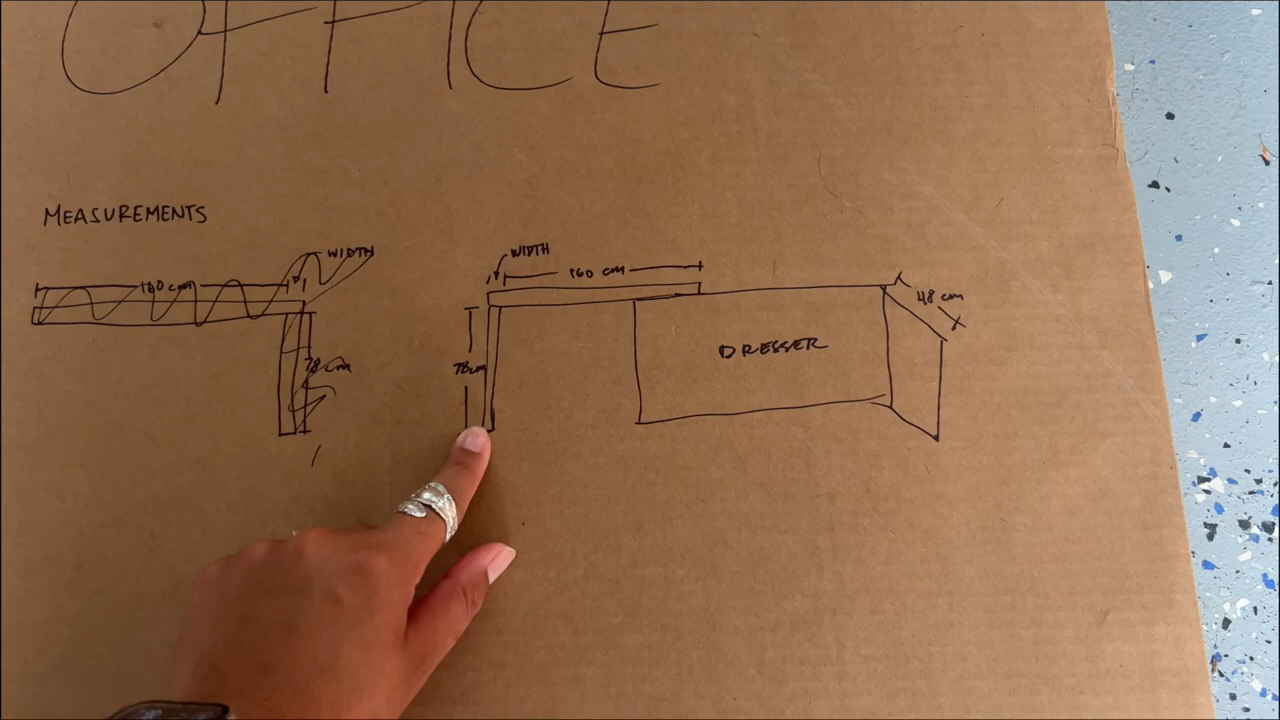 OFFICE
MEASUREMENTS
WIDTH
160 cm
78 cm
WIDTH
160 cm
78cm
DRESSER
48 cm